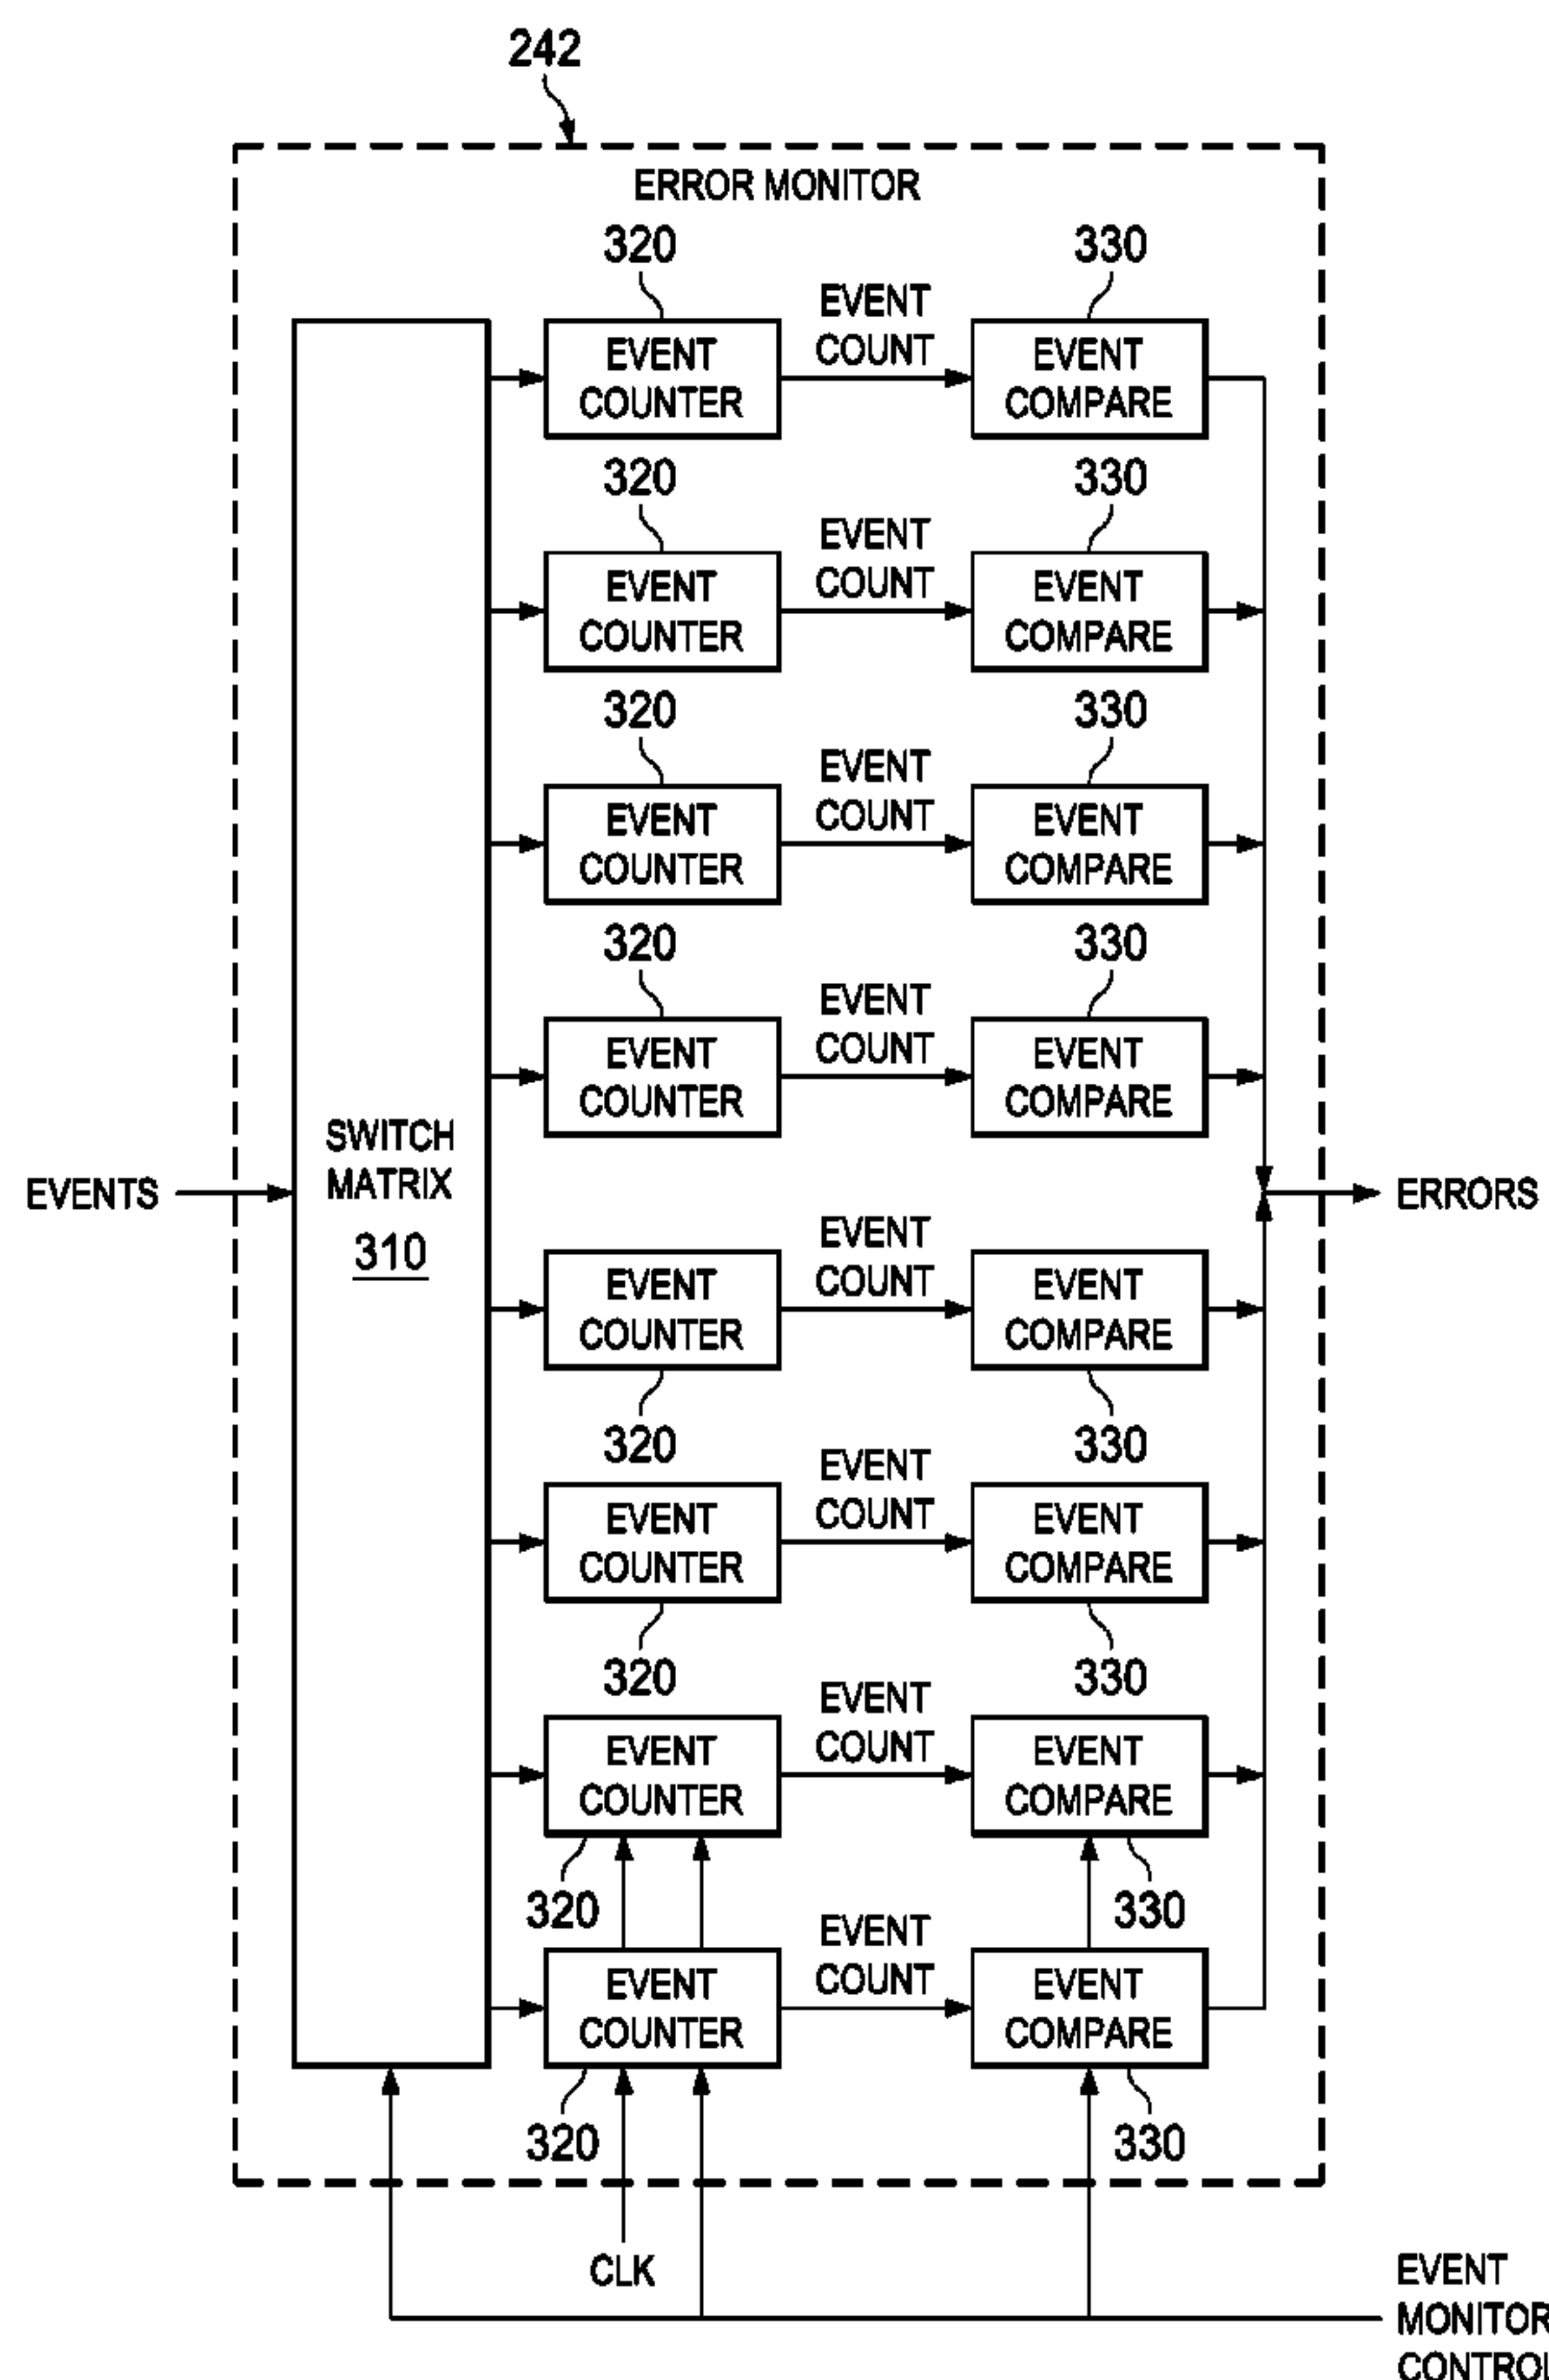 242
ERROR MONITOR
320
330
EVENT
COUNT
EVENT
COUNTER
EVENT
COMPARE
320
330
EVENT
COUNT
EVENT
COUNTER
EVENT
COMPARE
320
330
EVENT
COUNT
EVENT
COUNTER
EVENT
COMPARE
320
330
EVENT
COUNT
EVENT
COUNTER
EVENT
COMPARE
SWITCH
MATRIX
310
EVENTS
ERRORS
EVENT
COUNT
EVENT
COUNTER
EVENT
COMPARE
320
330
EVENT
COUNT
EVENT
COUNTER
EVENT
COMPARE
320
330
EVENT
COUNT
EVENT
COUNTER
EVENT
COMPARE
320
330
EVENT
COUNT
EVENT
COUNTER
EVENT
COMPARE
320
330
CLK
EVENT
MONITOR
CONTROL